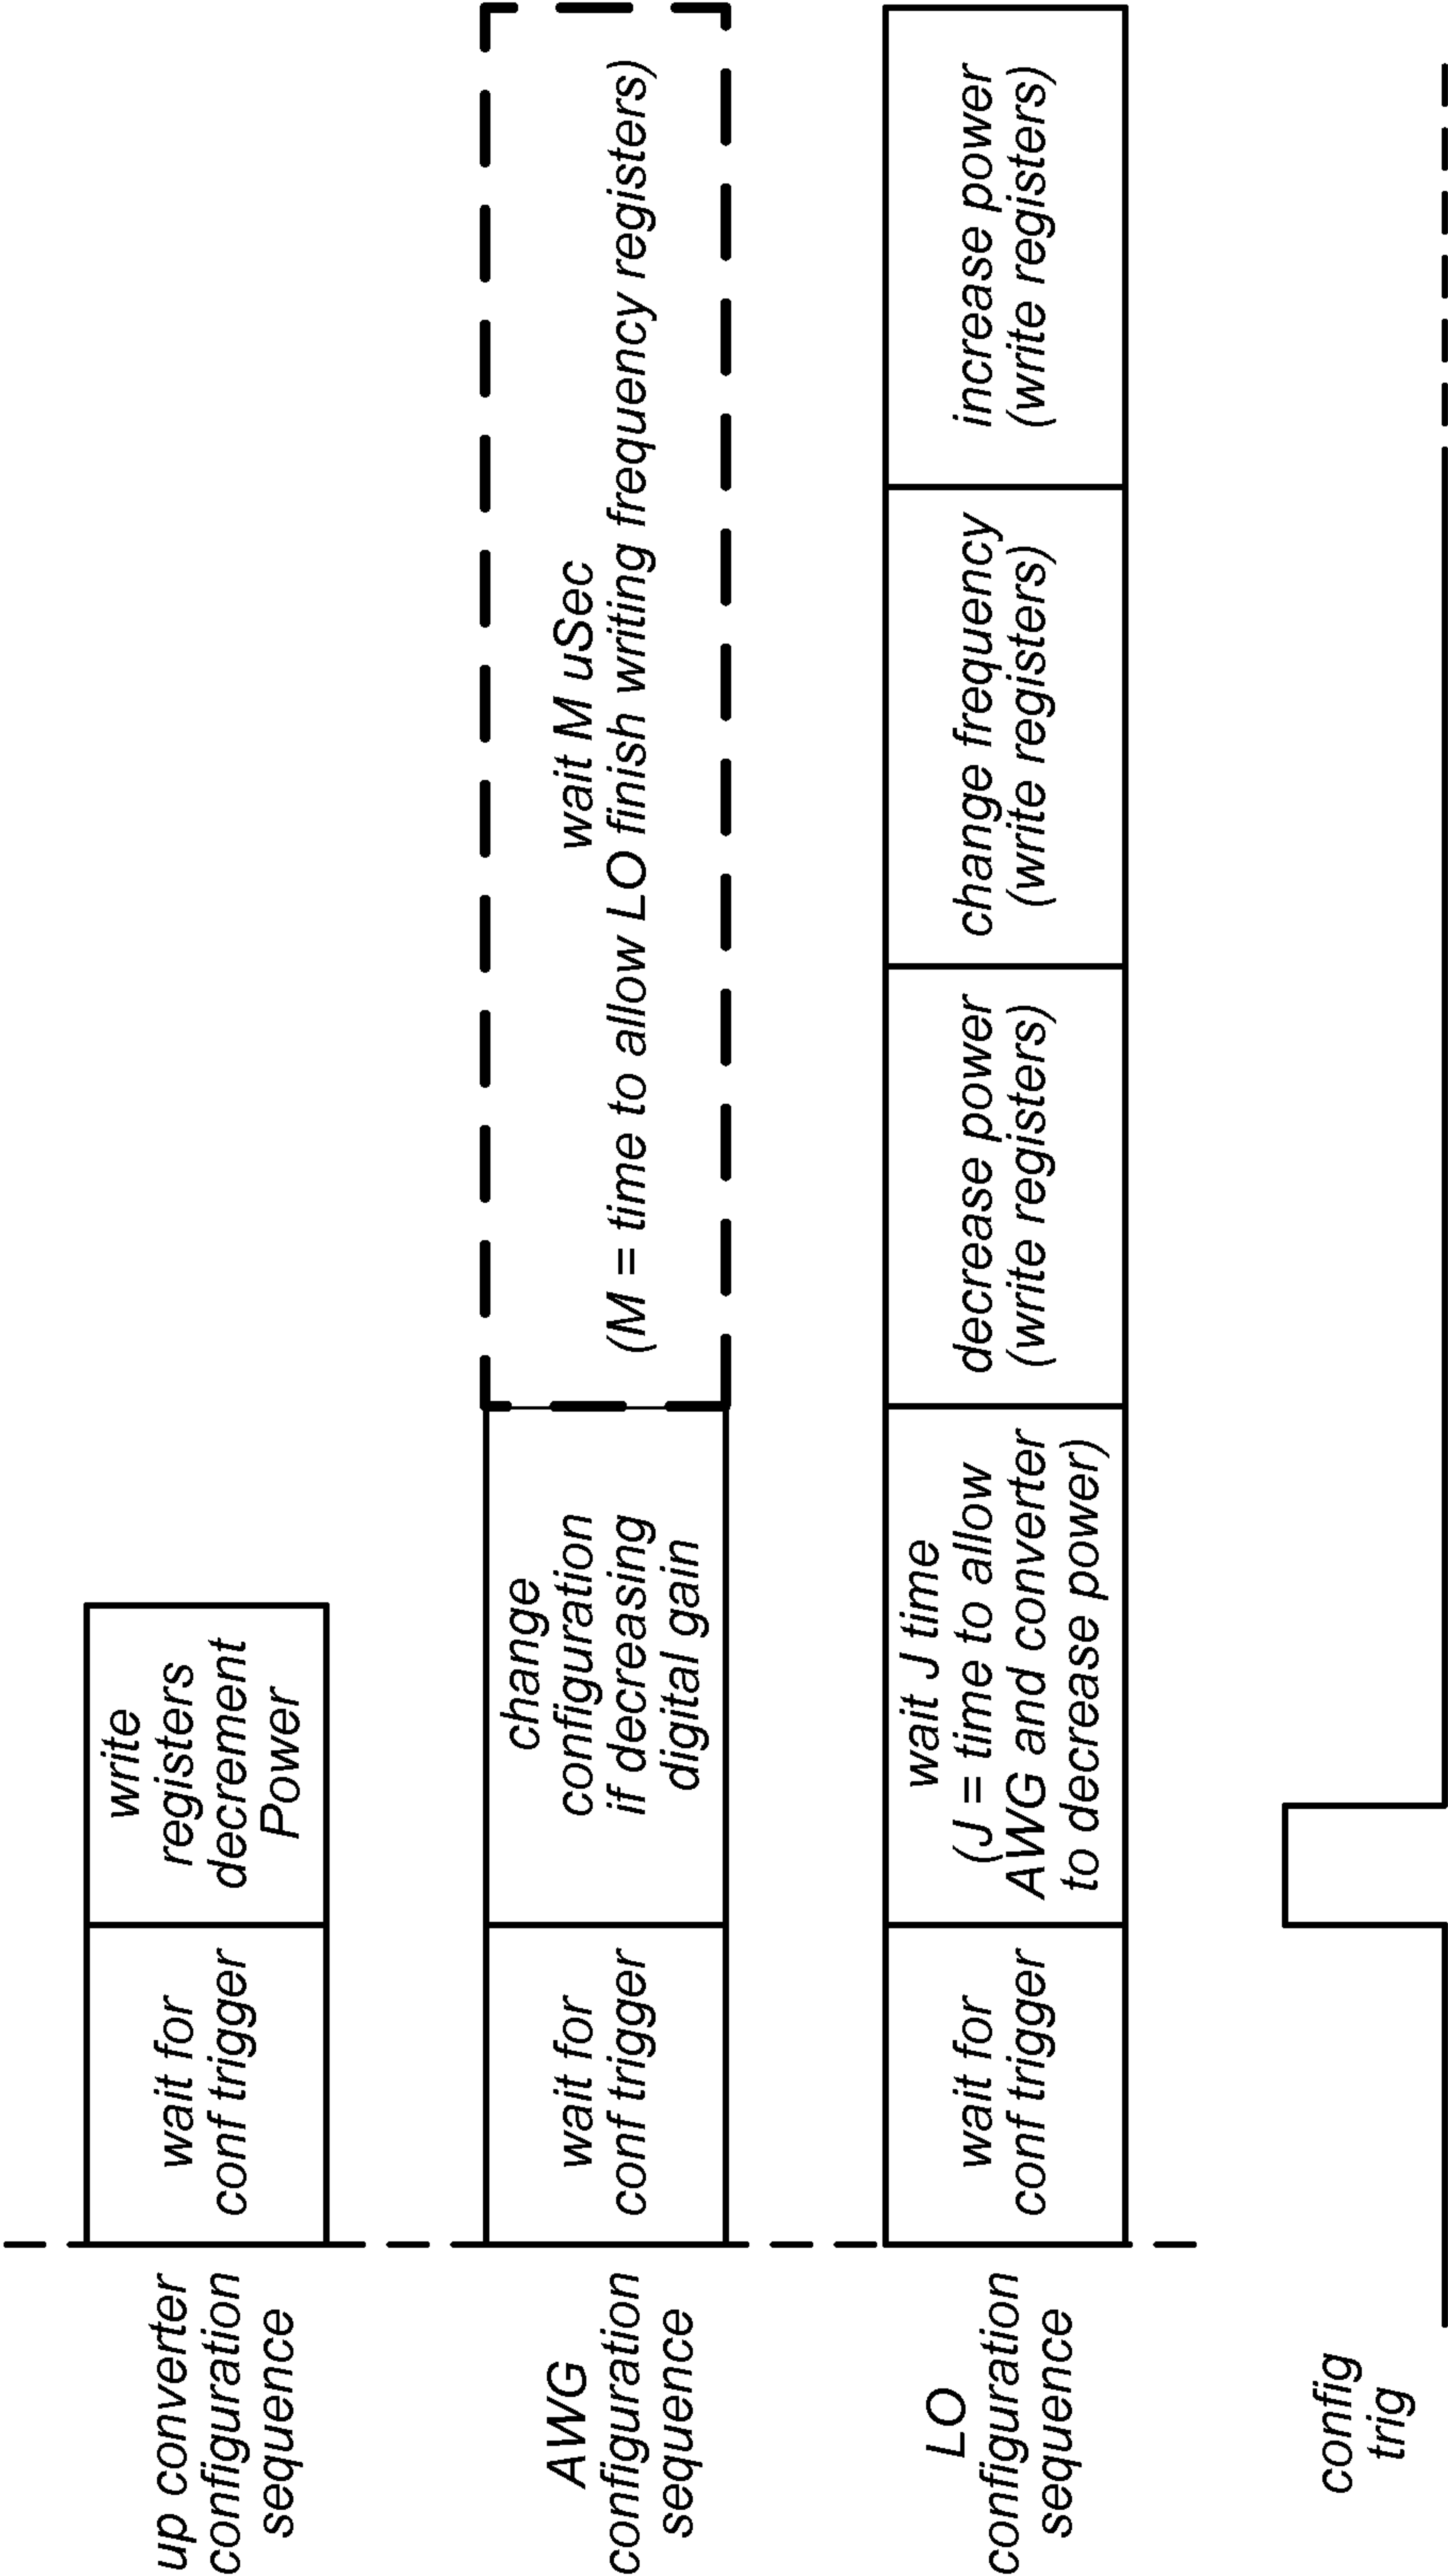 up converter
configuration
sequence
wait for
conf trigger
write
registers
decrement
Power
AWG
configuration
sequence
wait for
conf trigger
change
configuration
if decreasing
digital gain
wait M uSec
(M = time to allow LO finish writing frequency registers)
LO
configuration
sequence
wait for
conf trigger
wait J time
(J = time to allow
AWG and converter
to decrease power)
decrease power
(write registers)
change frequency
(write registers)
increase power
(write registers)
config
trig